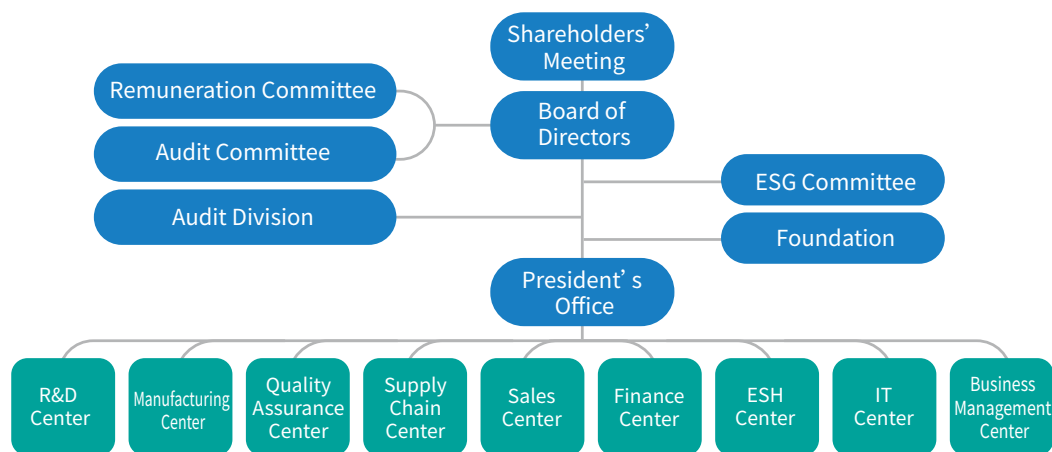 Shareholders’
Meeting
Remuneration Committee
Board of
Directors
Audit Committee
ESG Committee
Audit Division
Foundation
President’s
Office
R&D
Center
Manufacturing
Center
Quality
Assurance
Center
Supply
Chain
Center
Sales
Center
Finance
Center
ESH
Center
IT
Center
Business
Management
Center